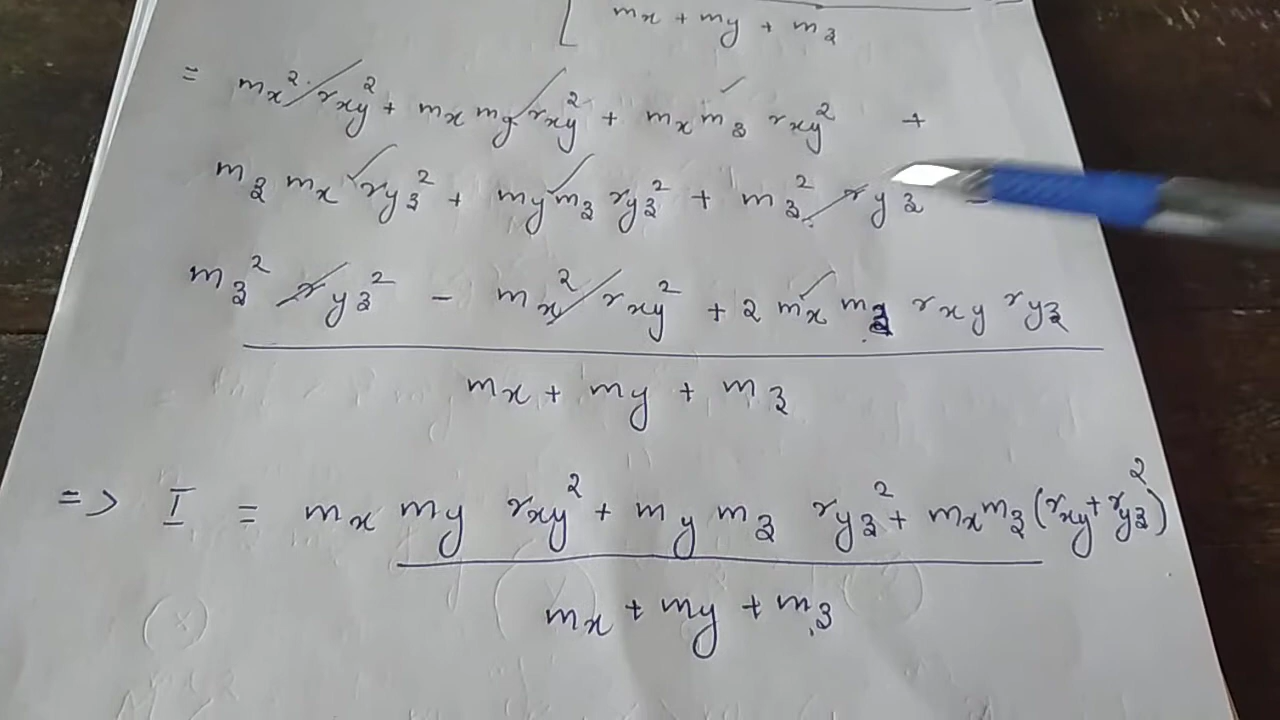 mx + my + mz
= mx² rxy² + mx my rxy² + mx mz rxy² +
mz mx ryz² + my mz ryz² + mz² ryz -
mz² ryz² - mx² rxy² + 2 mx mz rxy ryz
mx + my + mz
=> I = mx my rxy² + my mz ryz² + mx mz (rxy + ryz)²
mx + my + mz